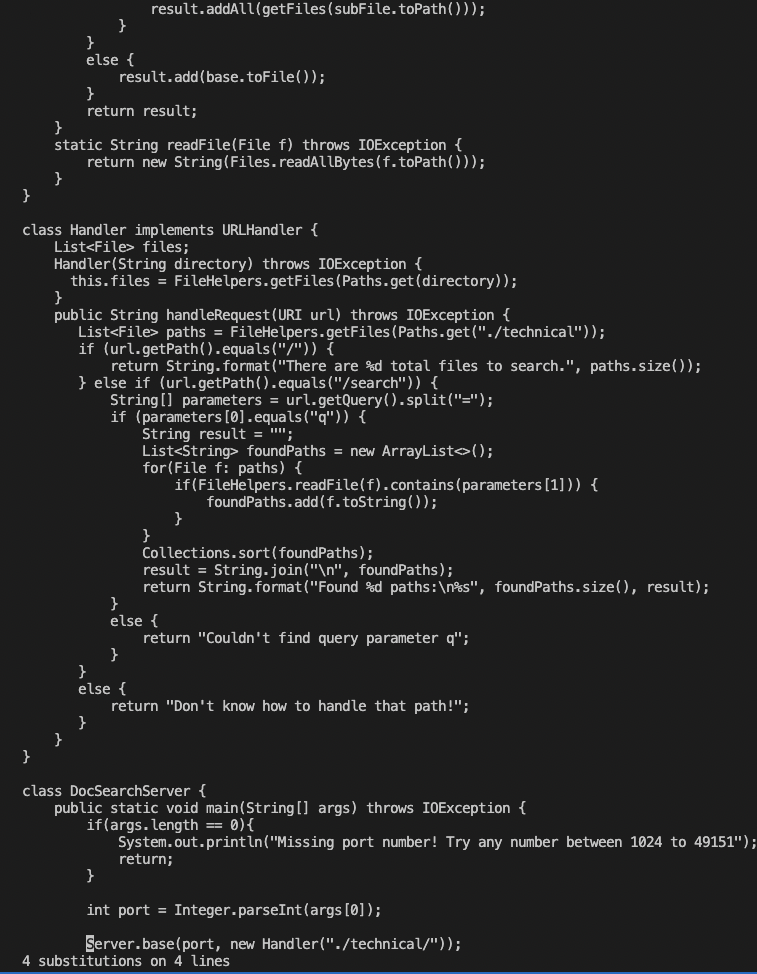 result.addAll(getFiles(subFile.toPath()));
            }
        }
        else {
            result.add(base.toFile());
        }
        return result;
    }
    static String readFile(File f) throws IOException {
        return new String(Files.readAllBytes(f.toPath()));
    }
}

class Handler implements URLHandler {
    List<File> files;
    Handler(String directory) throws IOException {
      this.files = FileHelpers.getFiles(Paths.get(directory));
    }
    public String handleRequest(URI url) throws IOException {
       List<File> paths = FileHelpers.getFiles(Paths.get("./technical"));
       if (url.getPath().equals("/")) {
           return String.format("There are %d total files to search.", paths.size());
       } else if (url.getPath().equals("/search")) {
           String[] parameters = url.getQuery().split("=");
           if (parameters[0].equals("q")) {
               String result = "";
               List<String> foundPaths = new ArrayList<>();
               for(File f: paths) {
                   if(FileHelpers.readFile(f).contains(parameters[1])) {
                       foundPaths.add(f.toString());
                   }
               }
               Collections.sort(foundPaths);
               result = String.join("\n", foundPaths);
               return String.format("Found %d paths:\n%s", foundPaths.size(), result);
           }
           else {
               return "Couldn't find query parameter q";
           }
       }
       else {
           return "Don't know how to handle that path!";
       }
    }
}

class DocSearchServer {
    public static void main(String[] args) throws IOException {
        if(args.length == 0){
            System.out.println("Missing port number! Try any number between 1024 to 49151");
            return;
        }

        int port = Integer.parseInt(args[0]);

        Server.base(port, new Handler("./technical/"));
4 substitutions on 4 lines